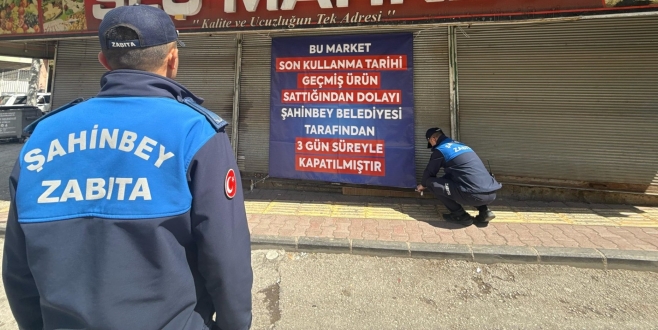 " Kalite ve Ucuzluğun Tek Adresi "
ZABITA
BU MARKET
SON KULLANMA TARİHİ
GEÇMİŞ ÜRÜN
SATTIĞINDAN DOLAYI
ŞAHİNBEY BELEDİYESİ
TARAFINDAN
3 GÜN SÜREYLE
KAPATILMIŞTIR
ŞAHİNBEY
ZABITA